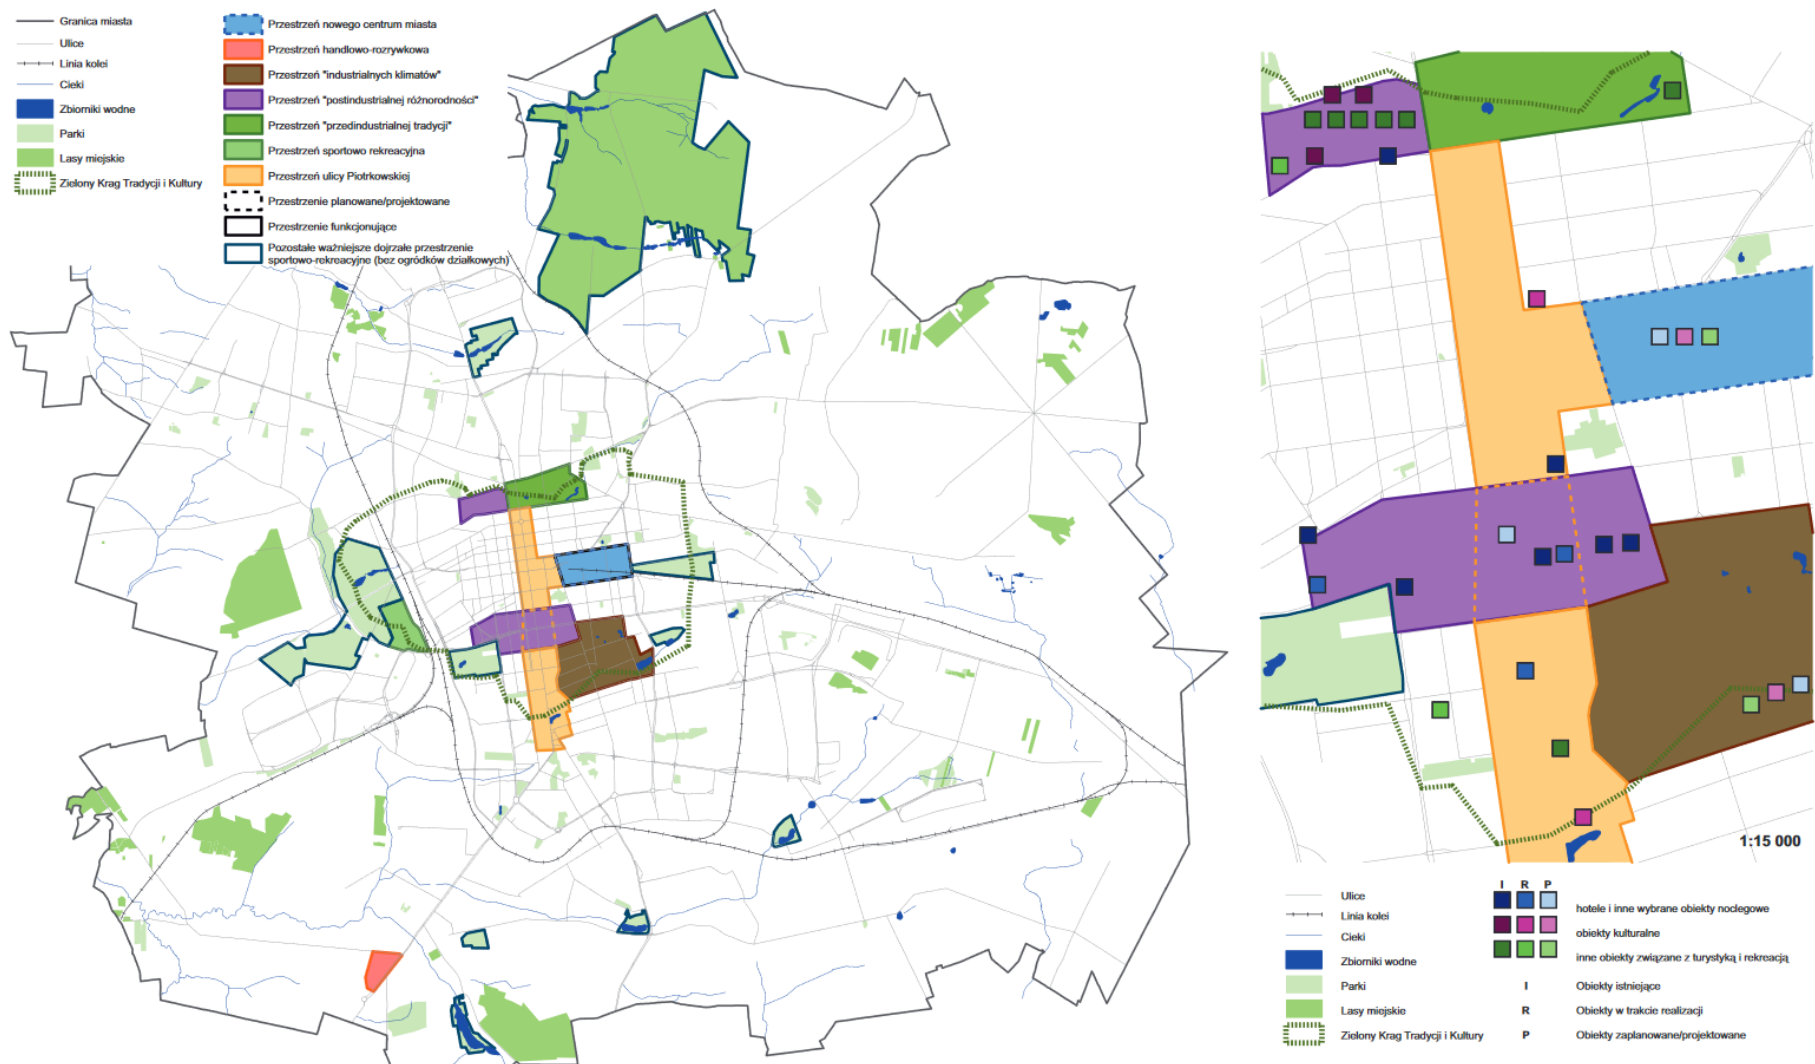 Granica miasta
Ulice
Linia kolei
Cieki
Zbiorniki wodne
Parki
Lasy miejskie
Zielony Krąg Tradycji i Kultury
Przestrzeń nowego centrum miasta
Przestrzeń handlowo-rozrywkowa
Przestrzeń "industrialnych klimatów"
Przestrzeń "postindustrialnej różnorodności"
Przestrzeń "przedindustrialnej tradycji"
Przestrzeń sportowo rekreacyjna
Przestrzeń ulicy Piotrkowskiej
Przestrzenie planowane/projektowane
Przestrzenie funkcjonujące
Pozostałe ważniejsze dojrzałe przestrzenie
sportowo-rekreacyjne (bez ogródków działkowych)
1:15 000
Ulice
Linia kolei
Cieki
Zbiorniki wodne
Parki
Lasy miejskie
Zielony Krąg Tradycji i Kultury
I R P
hotele i inne wybrane obiekty noclegowe
obiekty kulturalne
inne obiekty związane z turystyką i rekreacją
I Obiekty istniejące
R Obiekty w trakcie realizacji
P Obiekty zaplanowane/projektowane